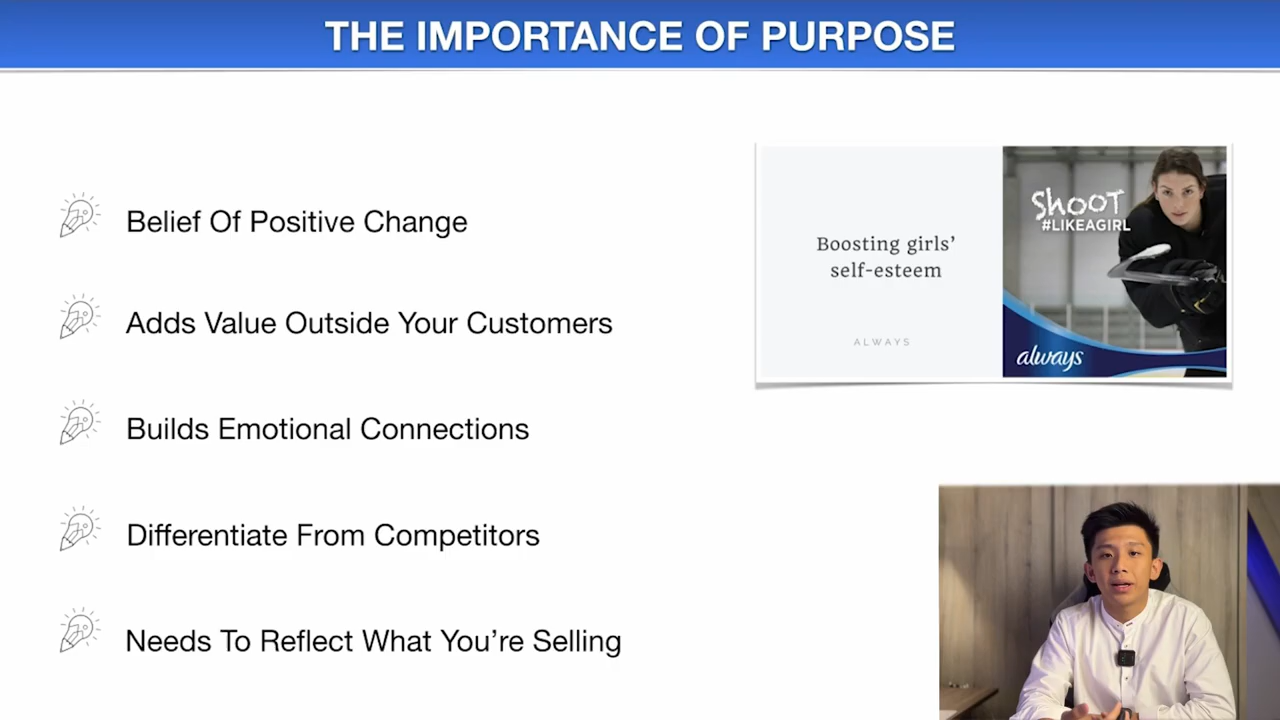 THE IMPORTANCE OF PURPOSE
Belief Of Positive Change
Adds Value Outside Your Customers
Builds Emotional Connections
Differentiate From Competitors
Needs To Reflect What You’re Selling
Boosting girls’
self-esteem
ALWAYS
SHOOT
#LIKEAGIRL
always